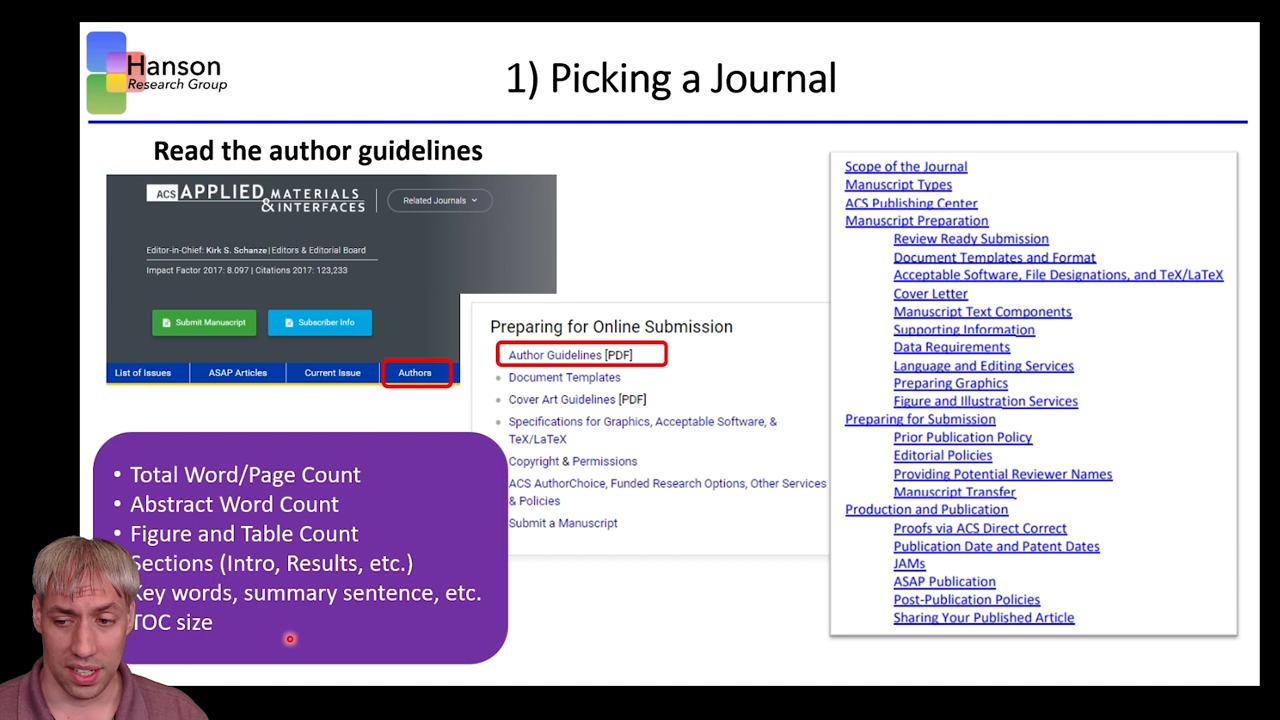 Hanson
Research Group
1) Picking a Journal
Read the author guidelines
ACS APPLIED MATERIALS
& INTERFACES
Related Journals
Editor-in-Chief: Kirk S. Schanze | Editors & Editorial Board
Impact Factor 2017: 8.097 | Citations 2017: 123,233
Submit Manuscript
Subscriber Info
List of Issues
ASAP Articles
Current Issue
Authors
Preparing for Online Submission
Author Guidelines [PDF]
• Document Templates
• Cover Art Guidelines [PDF]
• Specifications for Graphics, Acceptable Software, &
TeX/LaTeX
Copyright & Permissions
ACS AuthorChoice, Funded Research Options, Other Services
& Policies
Submit a Manuscript
• Total Word/Page Count
• Abstract Word Count
• Figure and Table Count
Sections (Intro, Results, etc.)
Key words, summary sentence, etc.
TOC size
Scope of the Journal
Manuscript Types
ACS Publishing Center
Manuscript Preparation
Review Ready Submission
Document Templates and Format
Acceptable Software, File Designations, and TeX/LaTeX
Cover Letter
Manuscript Text Components
Supporting Information
Data Requirements
Language and Editing Services
Preparing Graphics
Figure and Illustration Services
Preparing for Submission
Prior Publication Policy
Editorial Policies
Providing Potential Reviewer Names
Manuscript Transfer
Production and Publication
Proofs via ACS Direct Correct
Publication Date and Patent Dates
JAMs
ASAP Publication
Post-Publication Policies
Sharing Your Published Article